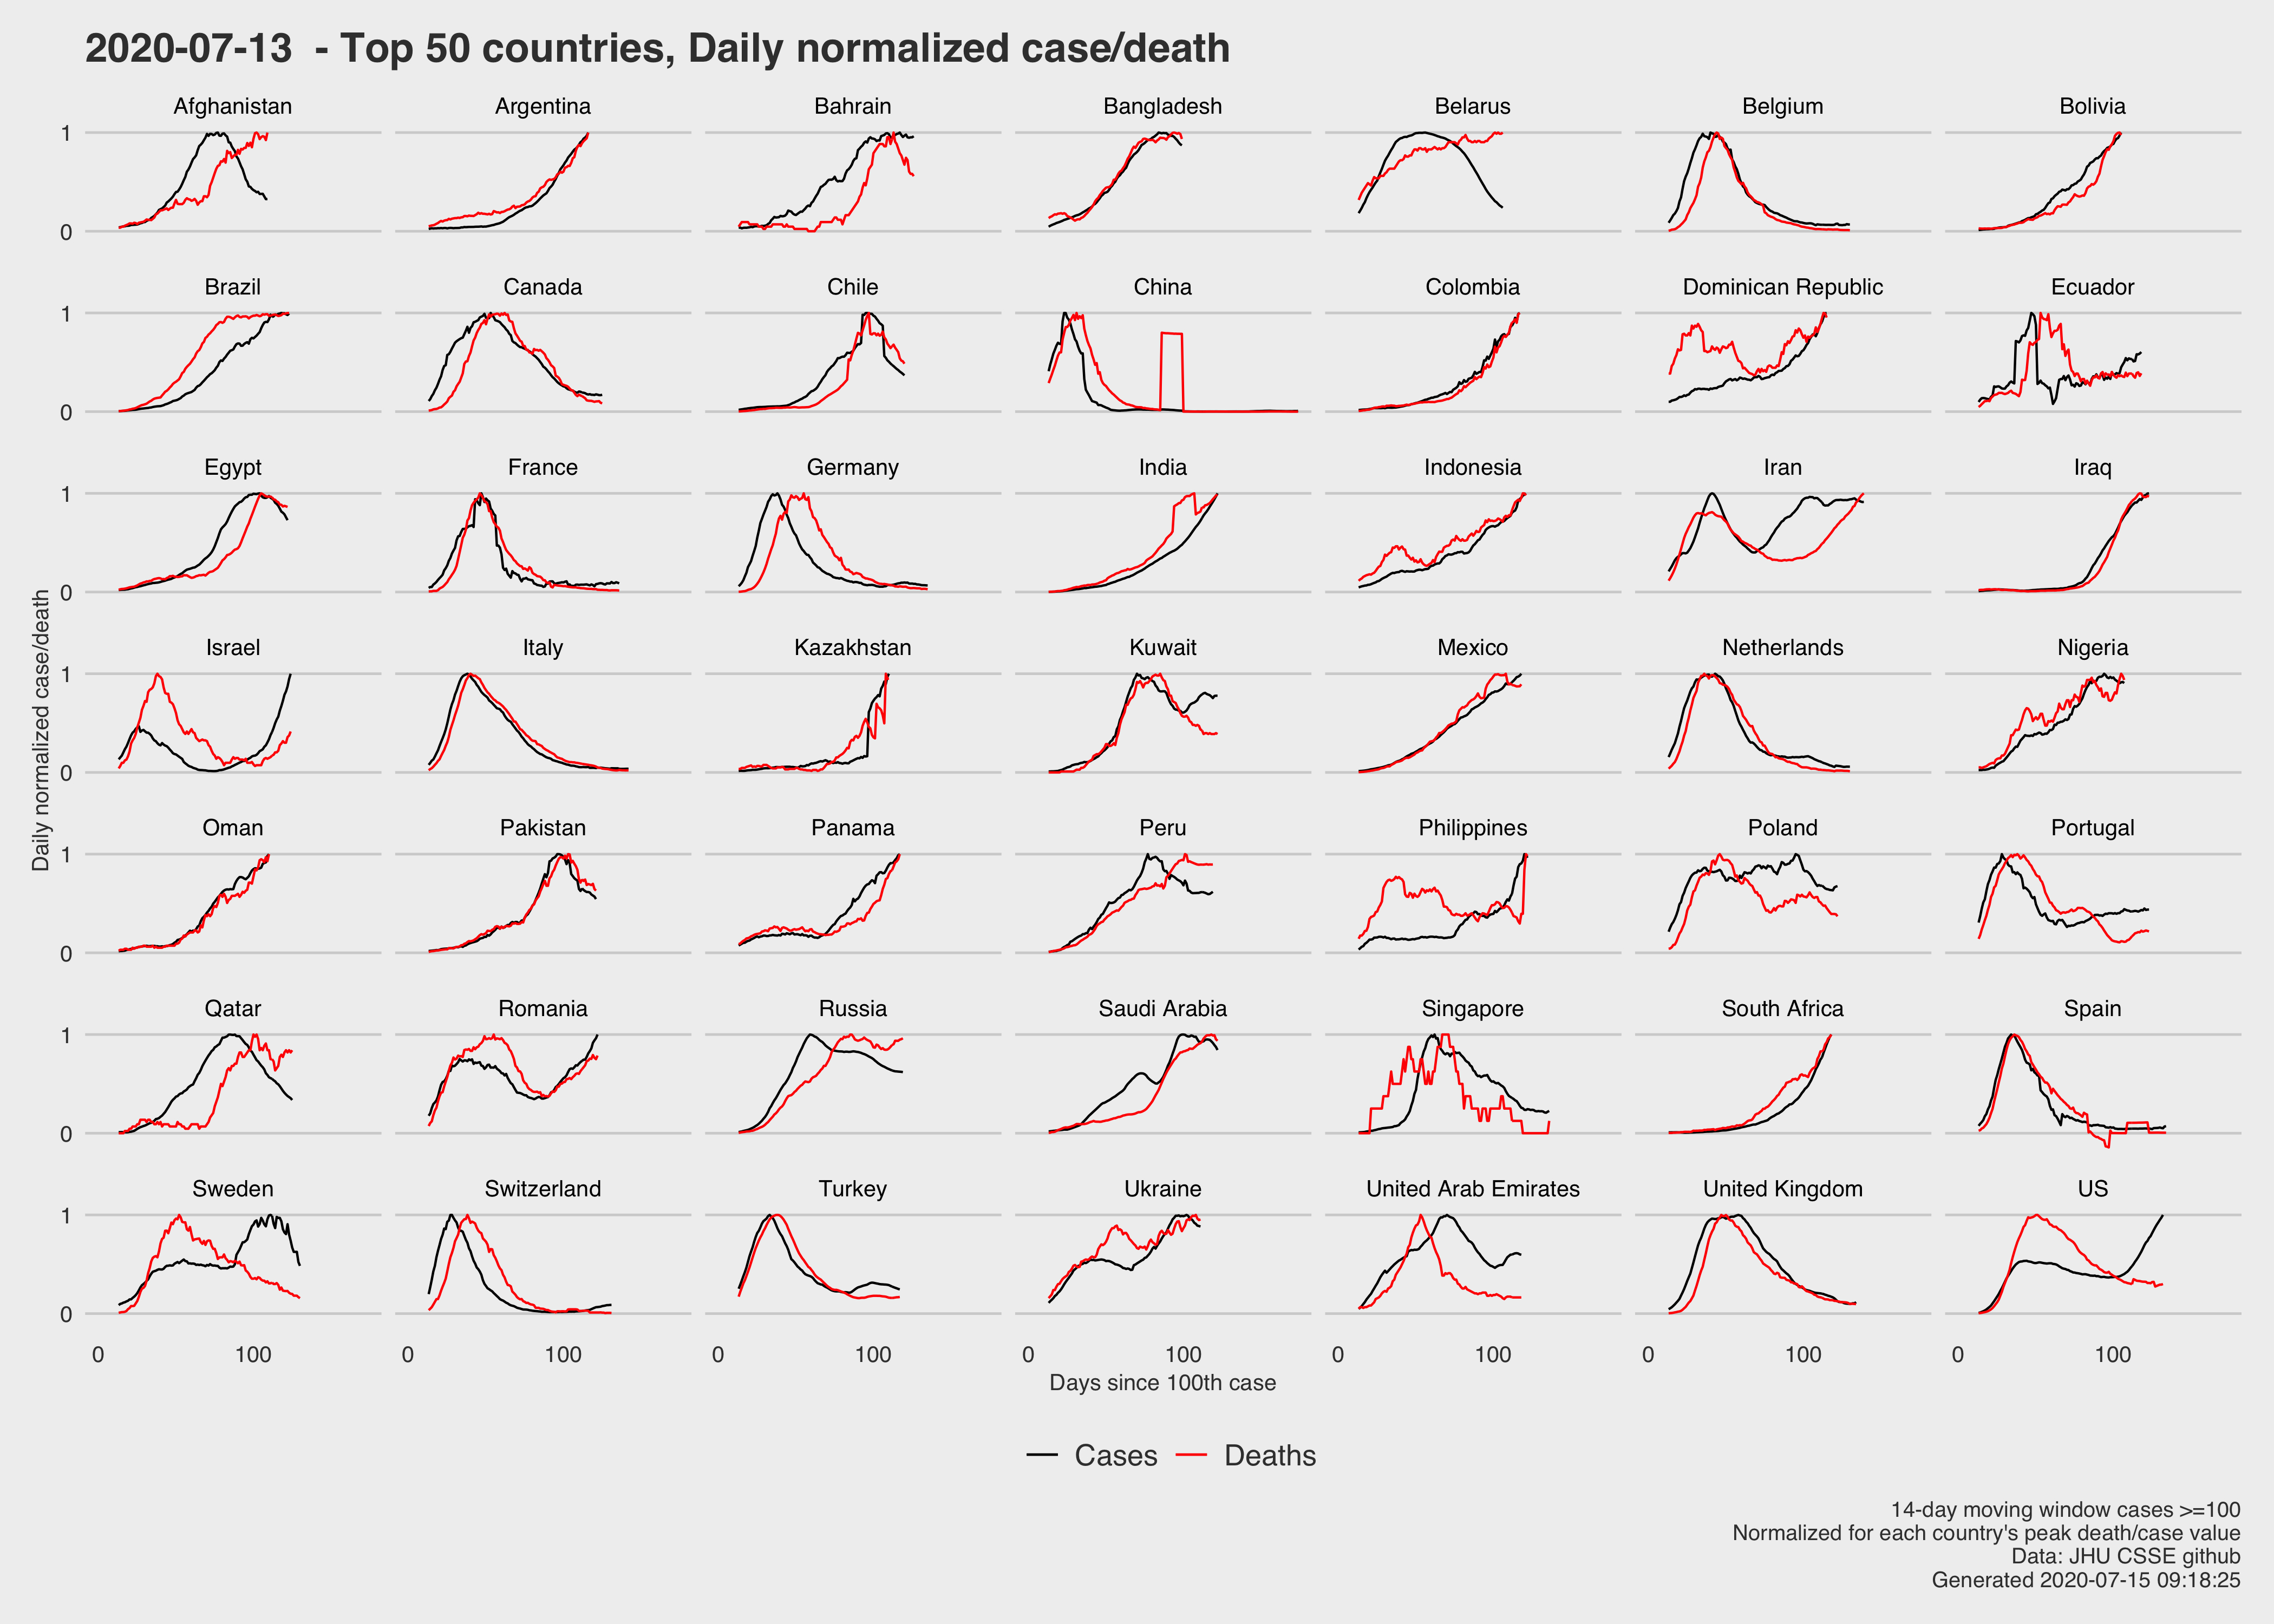 2020-07-13  - Top 50 countries, Daily normalized case/death
Afghanistan Argentina Bahrain Bangladesh Belarus Belgium Bolivia
1
0
Brazil Canada Chile China Colombia Dominican Republic Ecuador
1
0
Egypt France Germany India Indonesia Iran Iraq
1
0
Daily normalized case/death
Israel Italy Kazakhstan Kuwait Mexico Netherlands Nigeria
1
0
Oman Pakistan Panama Peru Philippines Poland Portugal
1
0
Qatar Romania Russia Saudi Arabia Singapore South Africa Spain
1
0
Sweden Switzerland Turkey Ukraine United Arab Emirates United Kingdom US
1
0
0 100 0 100 0 100 0 100 0 100 0 100 0 100
Days since 100th case
Cases Deaths
14-day moving window cases >=100
Normalized for each country's peak death/case value
Data: JHU CSSE github
Generated 2020-07-15 09:18:25